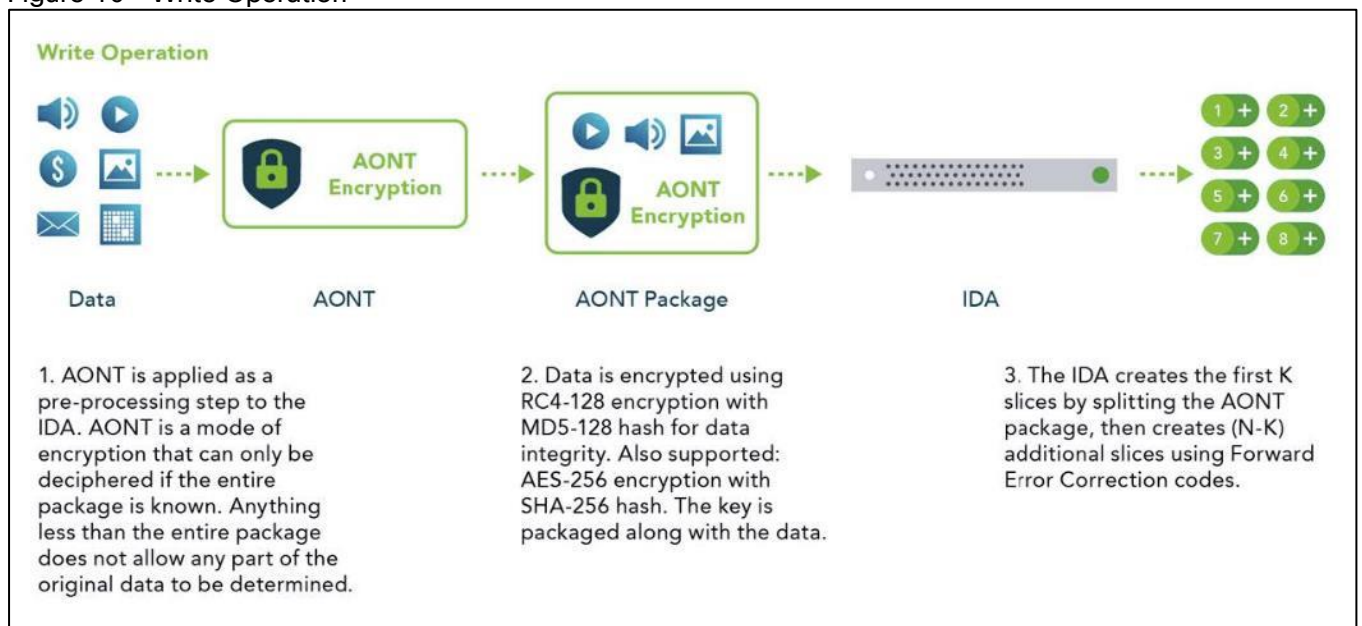 Write Operation
AONT
Encryption
AONT
Encryption
1 + 2 +
3 + 4 +
5 + 6 +
7 + 8 +
$
Data
AONT
AONT Package
IDA
1. AONT is applied as a
pre-processing step to the
IDA. AONT is a mode of
encryption that can only be
deciphered if the entire
package is known. Anything
less than the entire package
does not allow any part of the
original data to be determined.
2. Data is encrypted using
RC4-128 encryption with
MD5-128 hash for data
integrity. Also supported:
AES-256 encryption with
SHA-256 hash. The key is
packaged along with the data.
3. The IDA creates the first K
slices by splitting the AONT
package, then creates (N-K)
additional slices using Forward
Error Correction codes.